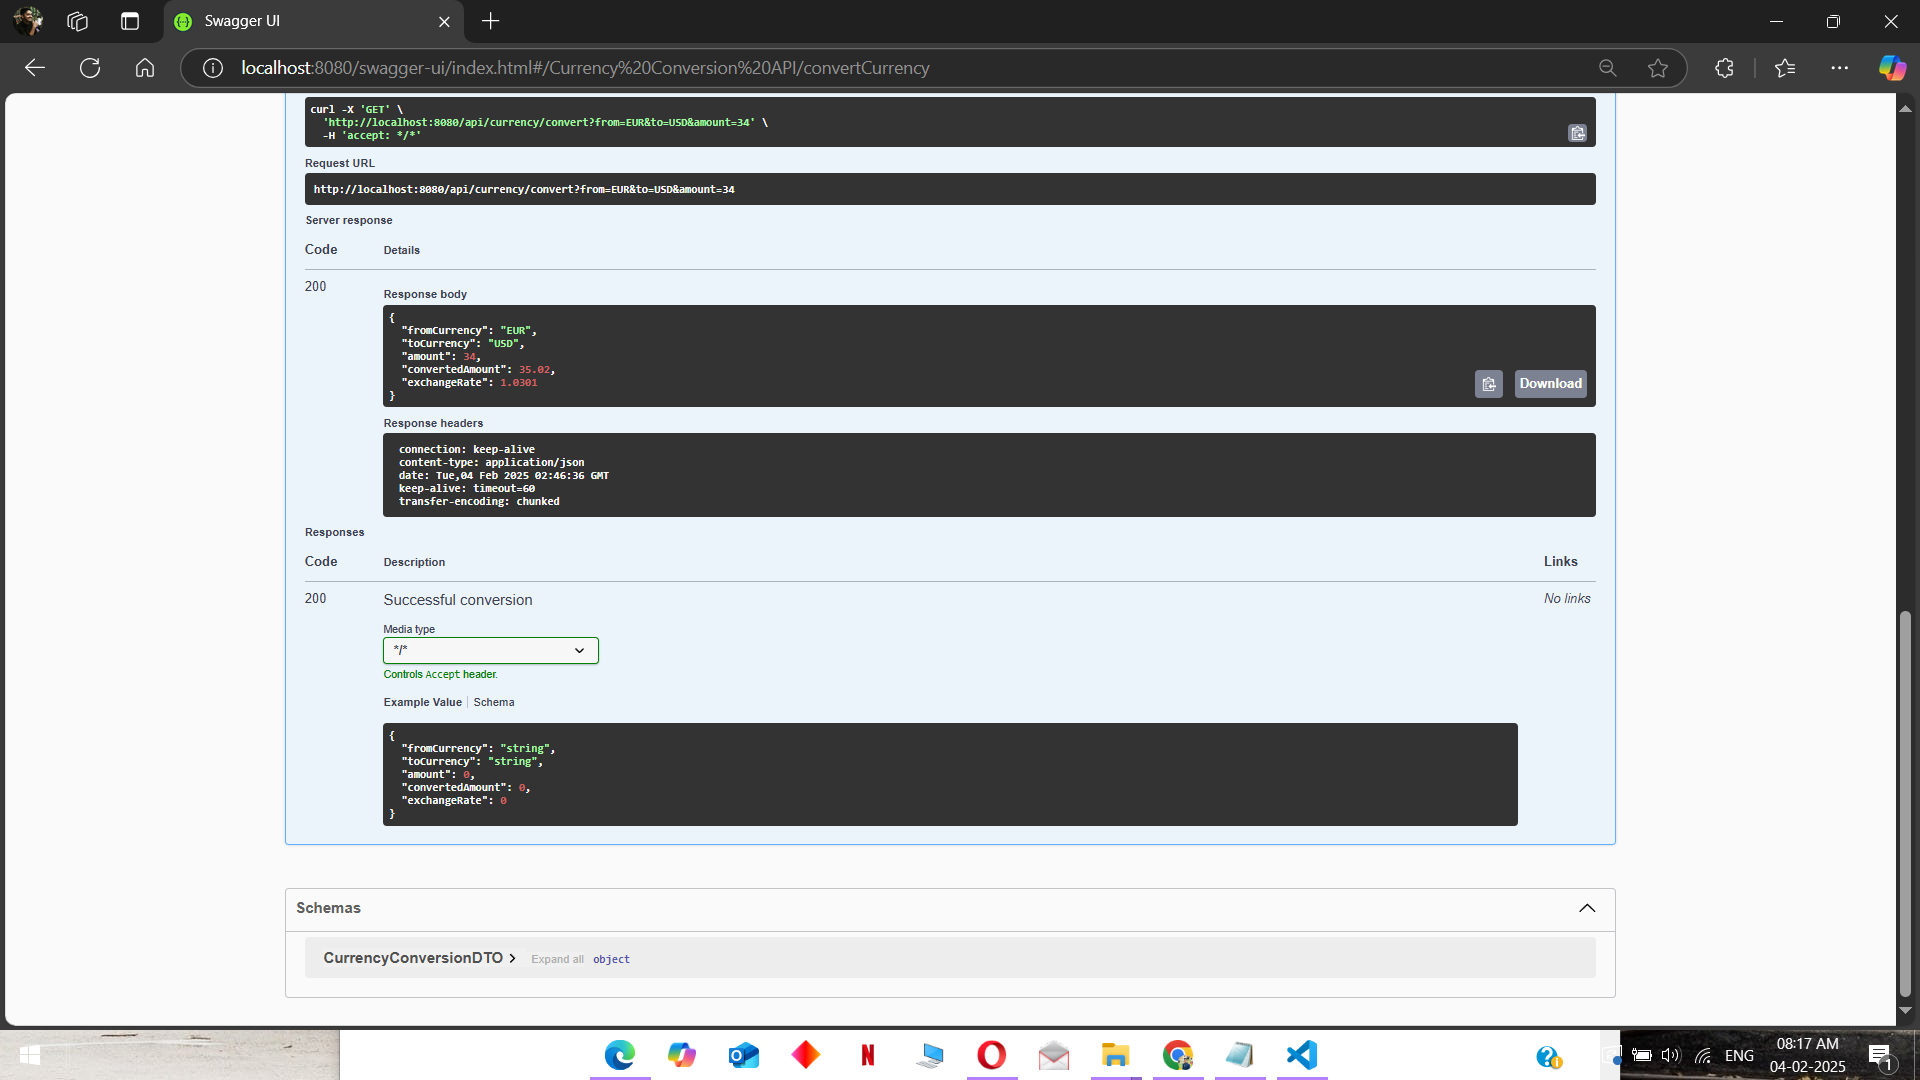 Swagger UI
localhost:8080/swagger-ui/index.html#/Currency%20Conversion%20API/convertCurrency
curl -X 'GET' \
'http://localhost:8080/api/currency/convert?from=EUR&to=USD&amount=34' \
-H 'accept: */*'
Request URL
http://localhost:8080/api/currency/convert?from=EUR&to=USD&amount=34
Server response
Code Details
200
Response body
{
"fromCurrency": "EUR",
"toCurrency": "USD",
"amount": 34,
"convertedAmount": 35.02,
"exchangeRate": 1.0301
}
Download
Response headers
connection: keep-alive
content-type: application/json
date: Tue,04 Feb 2025 02:46:36 GMT
keep-alive: timeout=60
transfer-encoding: chunked
Responses
Code Description Links
200 Successful conversion No links
Media type
*/*
Controls Accept header.
Example Value Schema
{
"fromCurrency": "string",
"toCurrency": "string",
"amount": 0,
"convertedAmount": 0,
"exchangeRate": 0
}
Schemas
CurrencyConversionDTO Expand all object
ENG
08:17 AM
04-02-2025
1